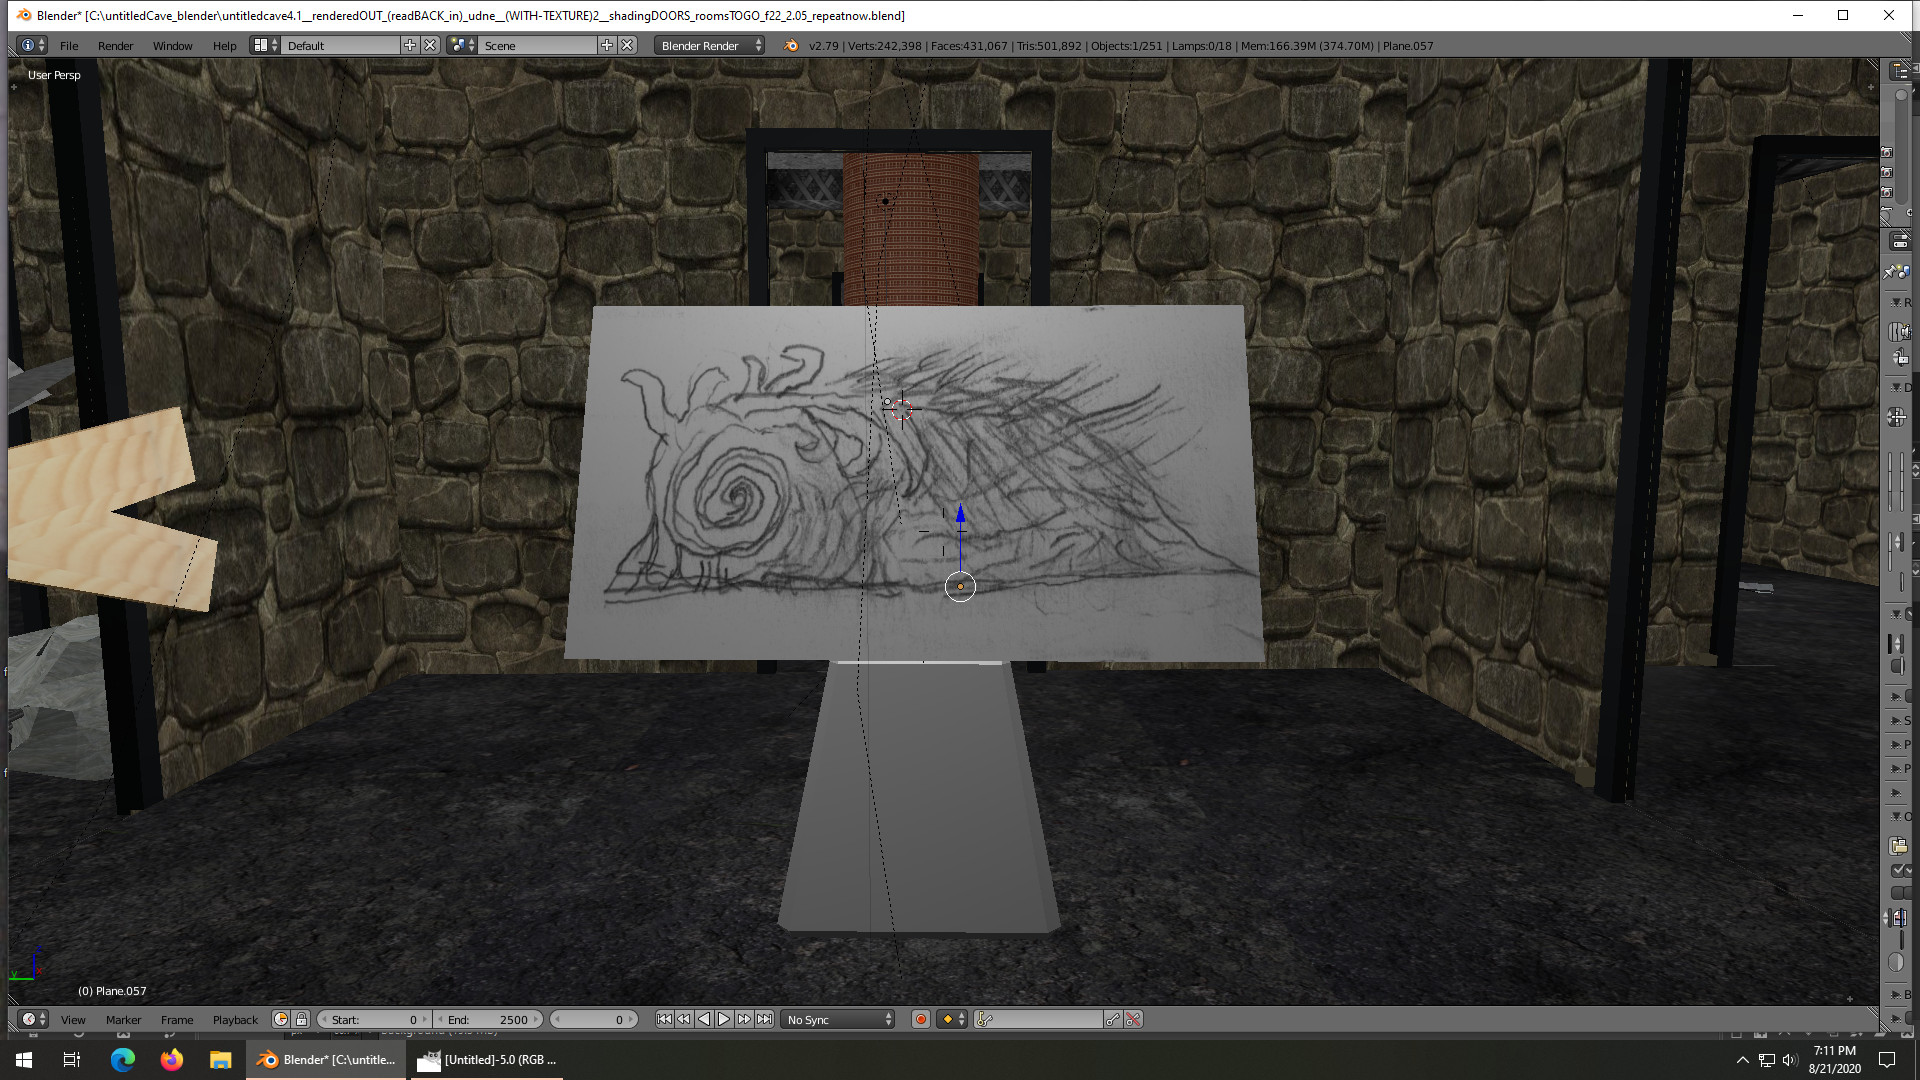 Blender* [C:\untitledCave_blender\untitledcave4.1__renderedOUT_(readBACK_in)_udne__(WITH-TEXTURE)2__shadingDOORS_roomsTOGO_f22_2.05_repeatnow.blend]
File Render Window Help Default Scene Blender Render v2.79 | Verts:242,398 | Faces:431,067 | Tris:501,892 | Objects:1/251 | Lamps:0/18 | Mem:166.39M (374.70M) | Plane.057
User Persp
(0) Plane.057
View Marker Frame Playback Start: 0 End: 2500 0 No Sync
Blender* [C:\untitle... [Untitled]-5.0 (RGB ... 7:11 PM
8/21/2020